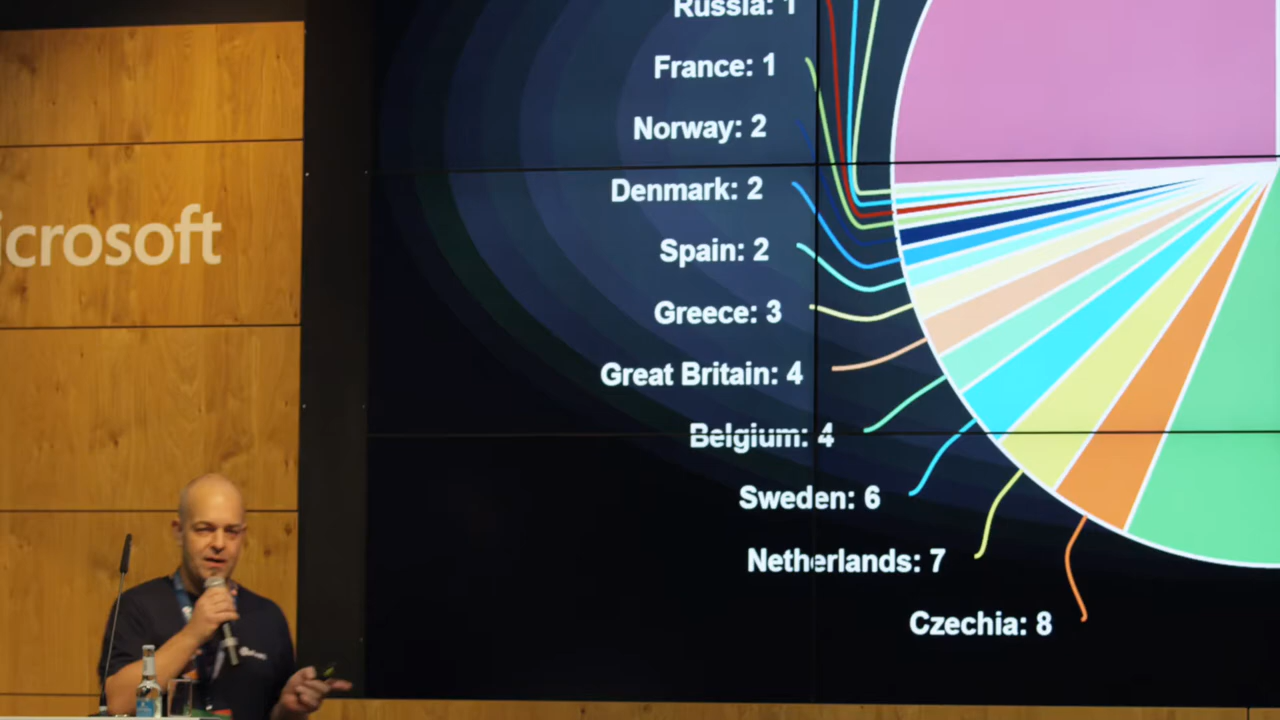 Russia: 1
France: 1
Norway: 2
Denmark: 2
Spain: 2
Greece: 3
Great Britain: 4
Belgium: 4
Sweden: 6
Netherlands: 7
Czechia: 8
icrosoft